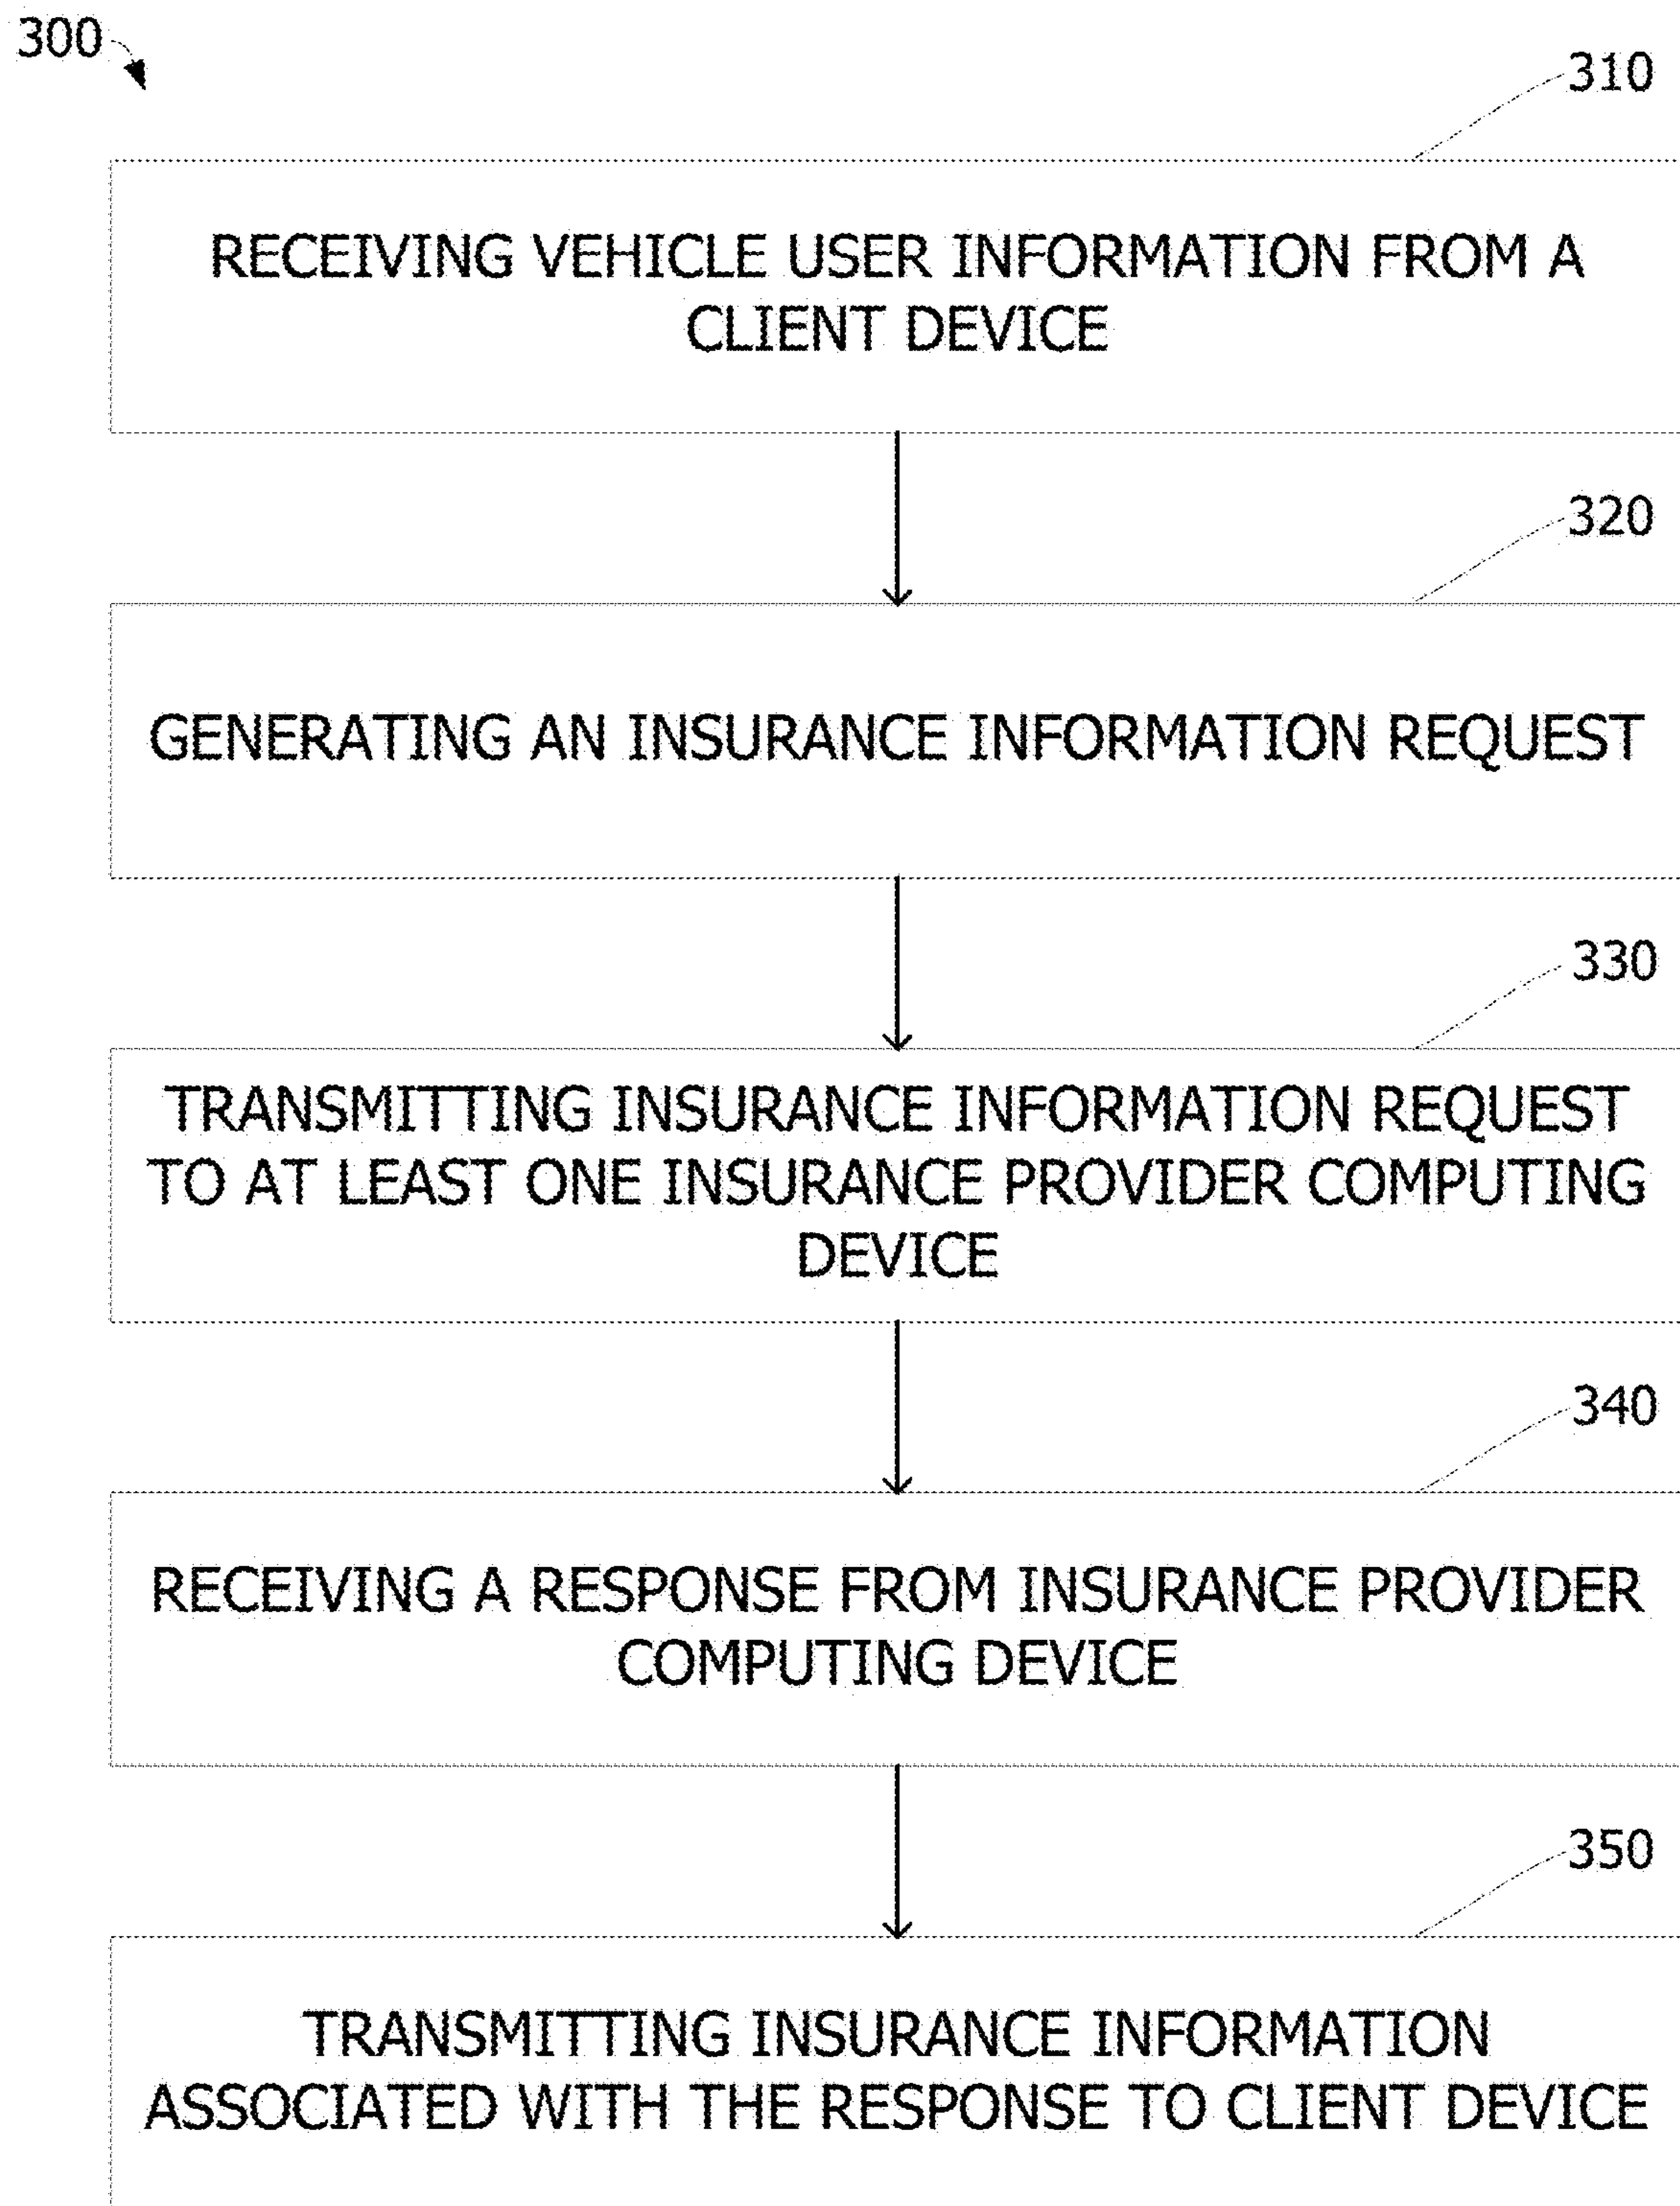 300
310
RECEIVING VEHICLE USER INFORMATION FROM A
CLIENT DEVICE
320
GENERATING AN INSURANCE INFORMATION REQUEST
330
TRANSMITTING INSURANCE INFORMATION REQUEST
TO AT LEAST ONE INSURANCE PROVIDER COMPUTING
DEVICE
340
RECEIVING A RESPONSE FROM INSURANCE PROVIDER
COMPUTING DEVICE
350
TRANSMITTING INSURANCE INFORMATION
ASSOCIATED WITH THE RESPONSE TO CLIENT DEVICE